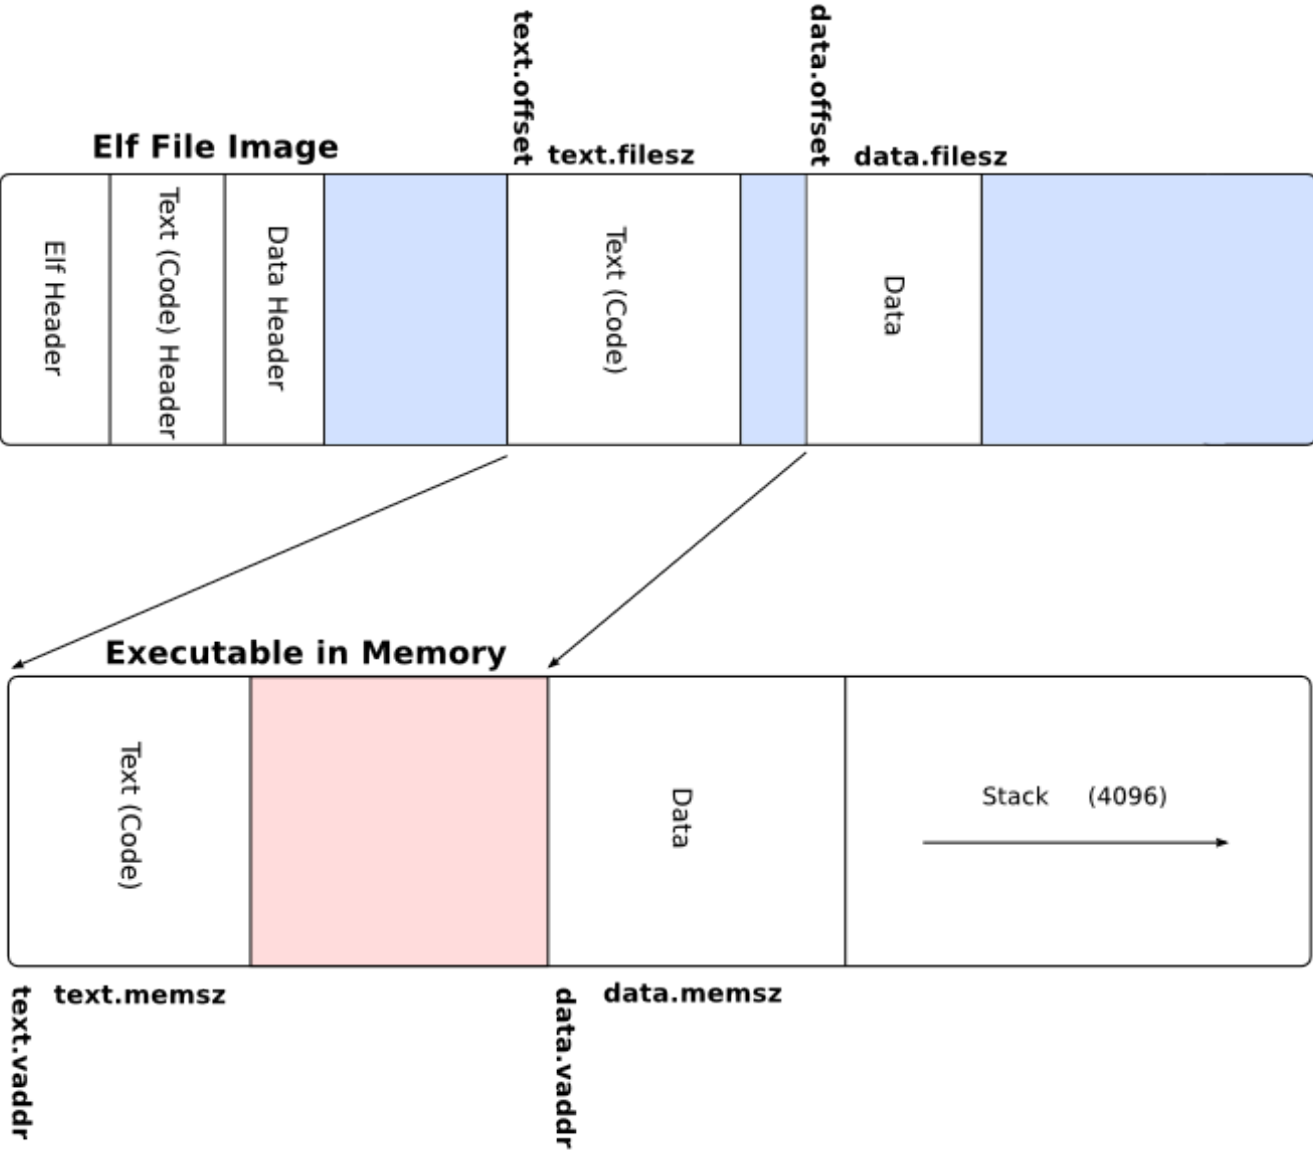 text.offset
data.offset
Elf File Image
text.filesz
data.filesz
Elf Header
Text (Code) Header
Data Header
Text (Code)
Data
Executable in Memory
Text (Code)
Data
Stack (4096)
text.vaddr
text.memsz
data.vaddr
data.memsz